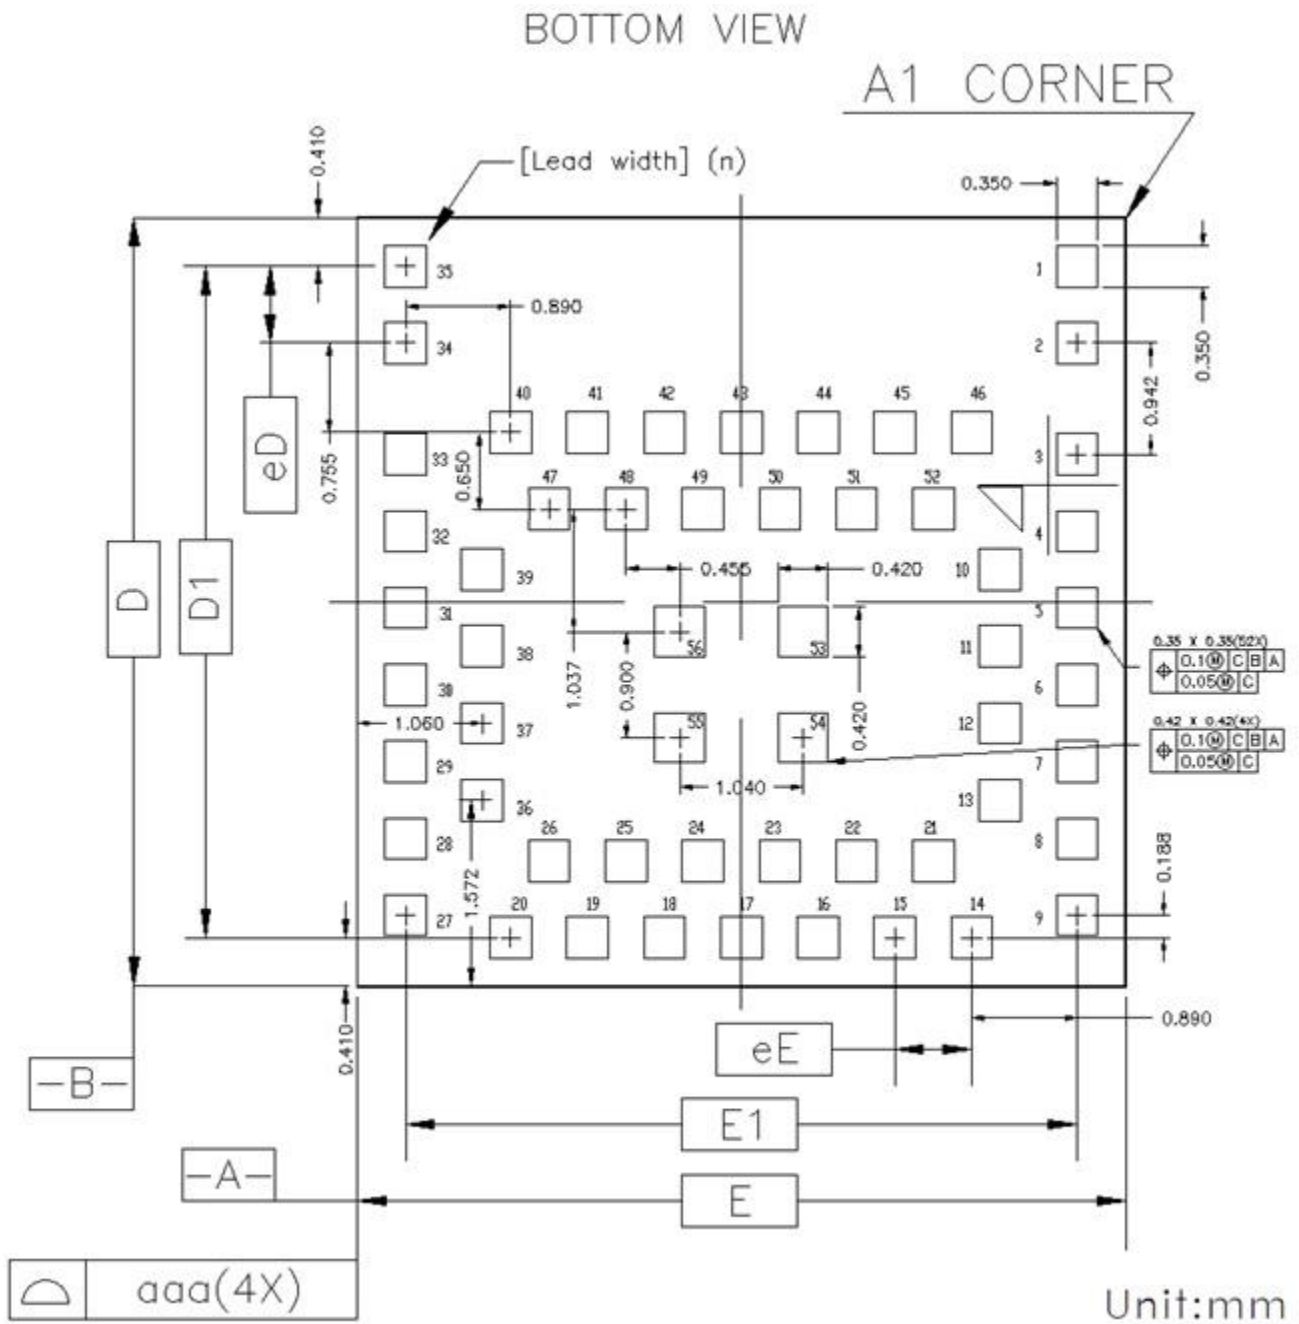 BOTTOM VIEW
A1 CORNER
0.410
[Lead width] (n)
0.350
35
1
0.890
34
2
0.350
40 41 42 43 44 45 46
0.942
33
3
eD
0.755
0.650
47 48 49 50 51 52
32
4
39
0.455
0.420
10
D
D1
31
5
56
53
0.35 X 0.35(52X)
0.1Ⓜ C B A
0.05Ⓜ C
38
11
1.037
0.900
30
6
0.420
1.060
37
55
54
12
0.42 X 0.42(4X)
0.1Ⓜ C B A
0.05Ⓜ C
29
7
1.040
36
13
26 25 24 23 22 21
28
8
0.188
1.572
27
20 19 18 17 16 15 14
9
0.410
0.890
eE
-B-
E1
-A-
E
aaa(4X)
Unit:mm